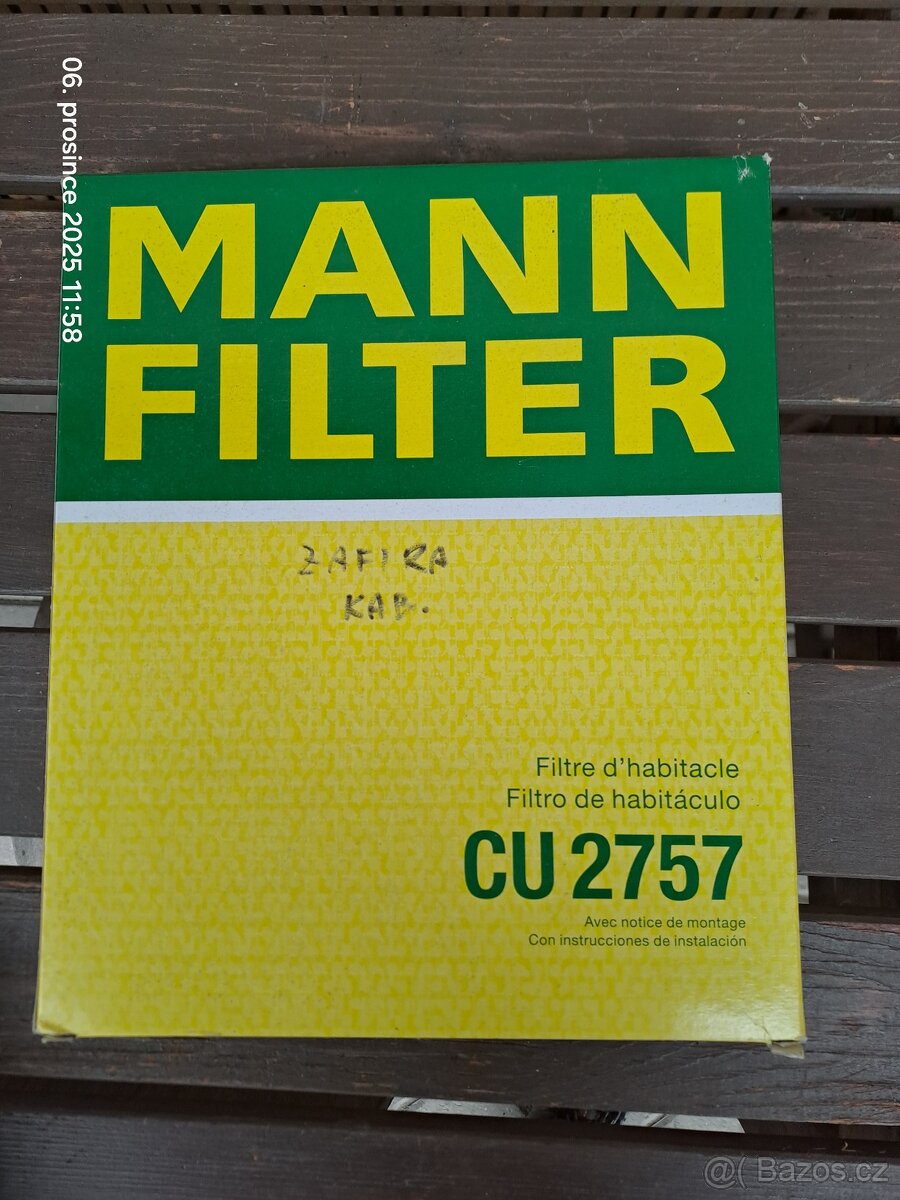 06. prosince 2025 11:58
MANN
FILTER
ZAFIRA
KAB.
Filtre d'habitacle
Filtro de habitáculo
CU 2757
Avec notice de montage
Con instrucciones de instalación
@( Bazos.cz